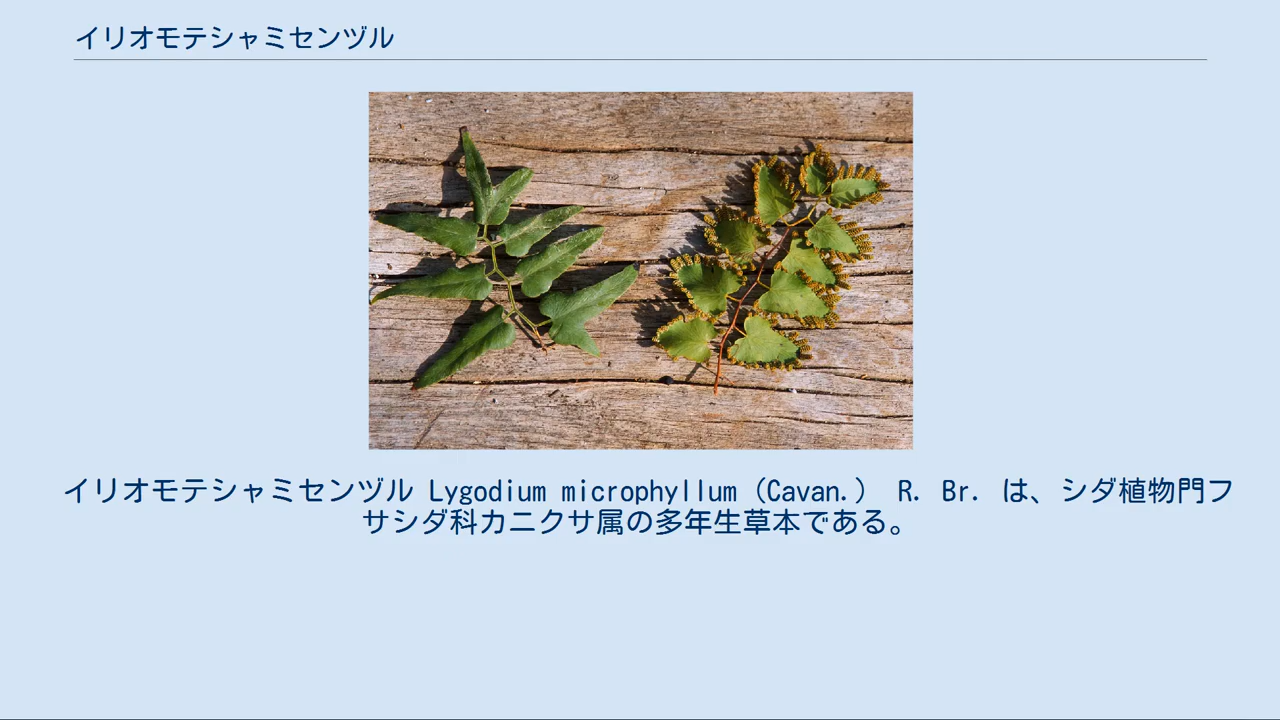 イリオモテシャミセンヅル
イリオモテシャミセンヅル Lygodium microphyllum (Cavan.) R. Br. は、シダ植物門フ
サシダ科カニクサ属の多年生草本である。